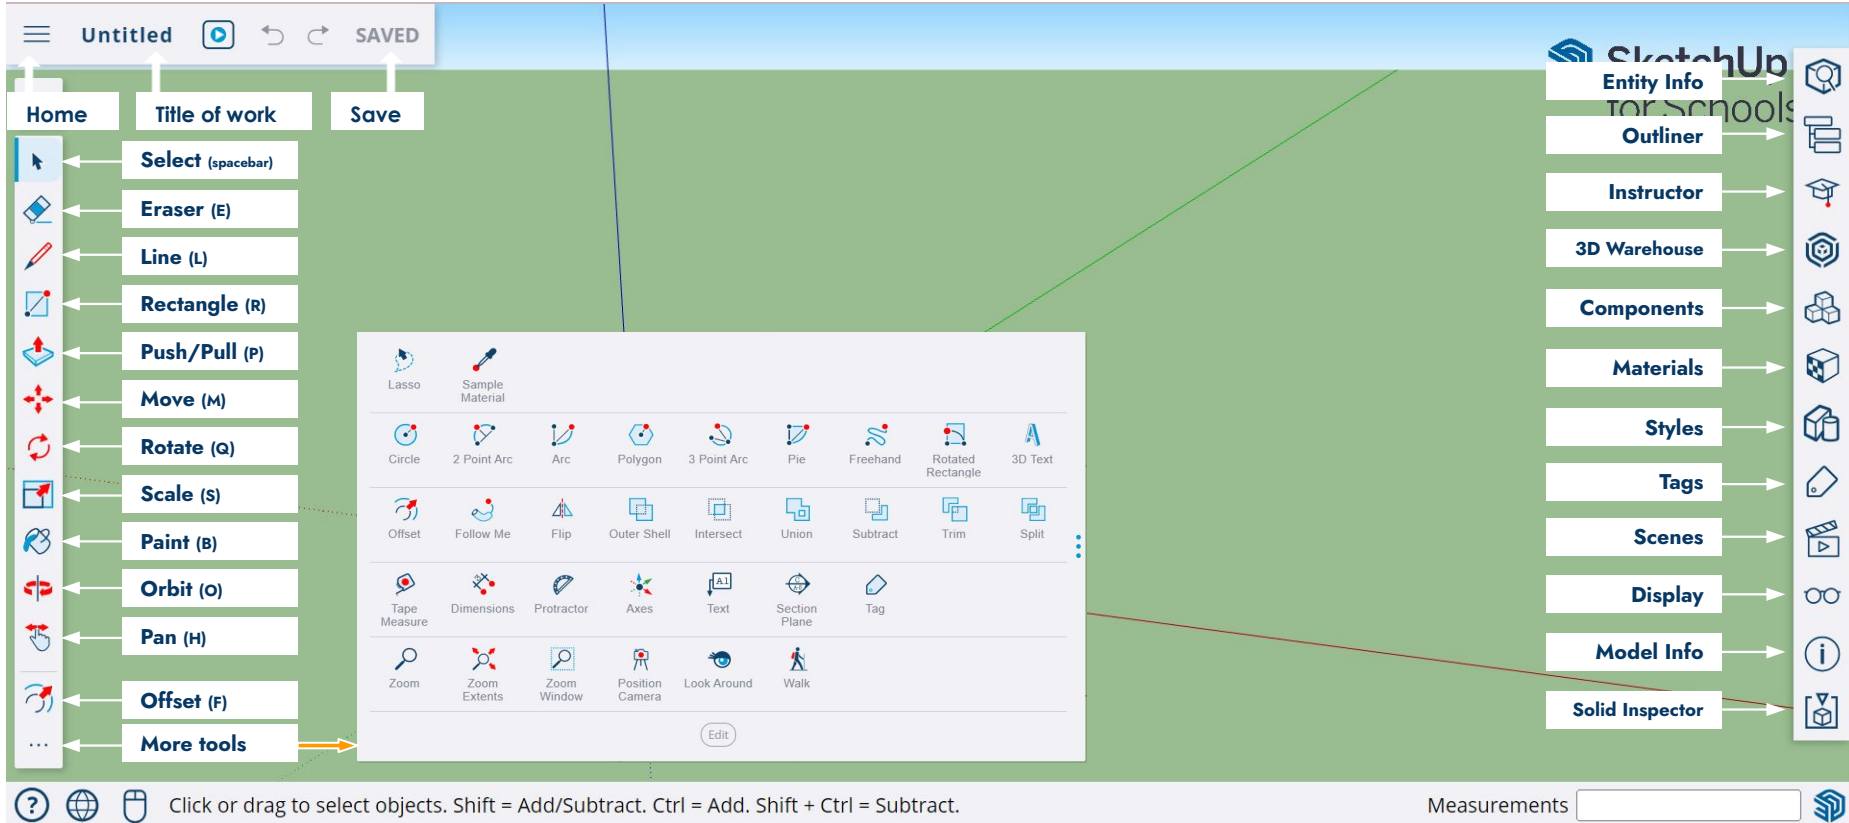 Untitled
SAVED
SketchUp
for Schools
Home
Title of work
Save
Select (spacebar)
Eraser (E)
Line (L)
Rectangle (R)
Push/Pull (P)
Move (M)
Rotate (Q)
Scale (S)
Paint (B)
Orbit (O)
Pan (H)
Offset (F)
More tools
Lasso
Sample
Material
Circle
2 Point Arc
Arc
Polygon
3 Point Arc
Pie
Freehand
Rotated
Rectangle
3D Text
Offset
Follow Me
Flip
Outer Shell
Intersect
Union
Subtract
Trim
Split
Tape
Measure
Dimensions
Protractor
Axes
A1
Text
Section
Plane
Tag
Zoom
Zoom
Extents
Zoom
Window
Position
Camera
Look Around
Walk
Edit
Entity Info
Outliner
Instructor
3D Warehouse
Components
Materials
Styles
Tags
Scenes
Display
Model Info
Solid Inspector
Click or drag to select objects. Shift = Add/Subtract. Ctrl = Add. Shift + Ctrl = Subtract.
Measurements